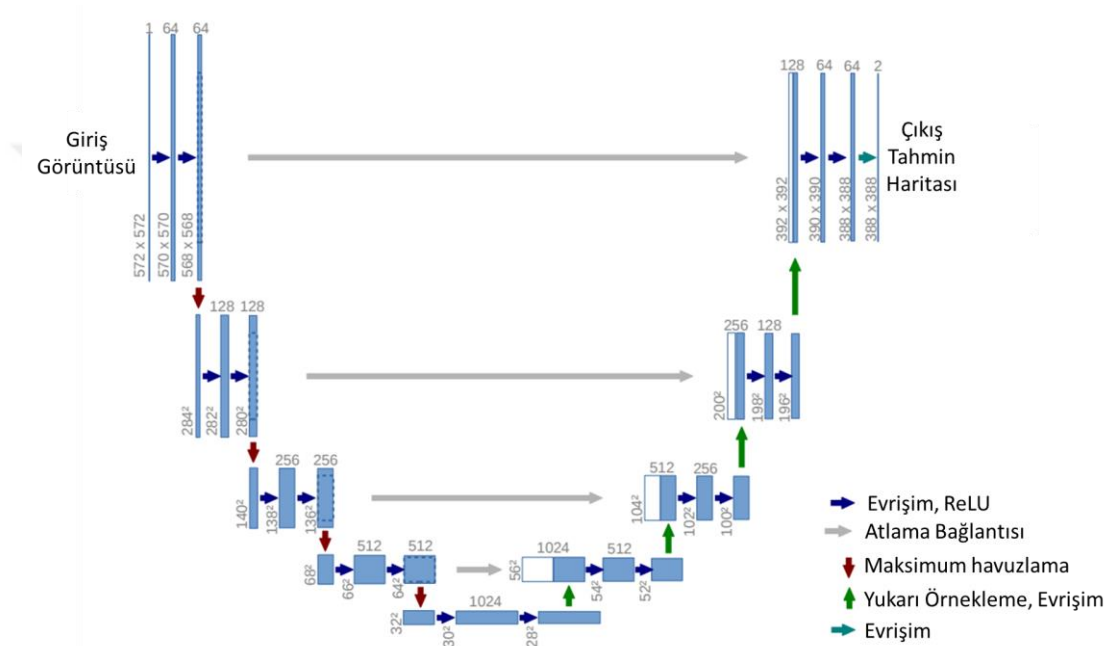 1 64 64
Giriş
Görüntüsü
572 x 572
570 x 570
568 x 568
128 64 64 2
Çıkış
Tahmin
Haritası
392 x 392
390 x 390
388 x 388
388 x 388
128 128
284²
282²
280²
256 128
200²
198²
196²
256 256
140²
138²
136²
512 256
104²
102²
100²
512 512
68²
66²
64²
1024 512
56²
54²
52²
1024
32²
30²
28²
Evrişim, ReLU
Atlama Bağlantısı
Maksimum havuzlama
Yukarı Örnekleme, Evrişim
Evrişim